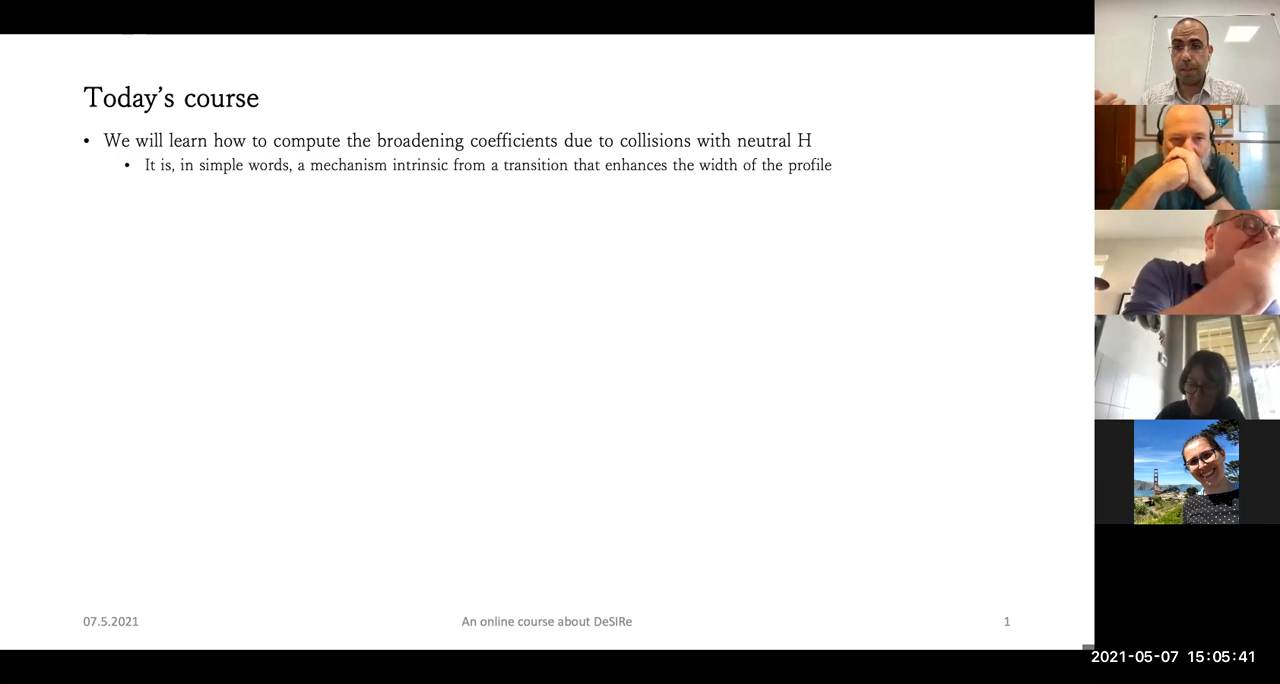 Today's course
• We will learn how to compute the broadening coefficients due to collisions with neutral H
• It is, in simple words, a mechanism intrinsic from a transition that enhances the width of the profile
07.5.2021
An online course about DeSIRe
1
2021-05-07 15:05:41